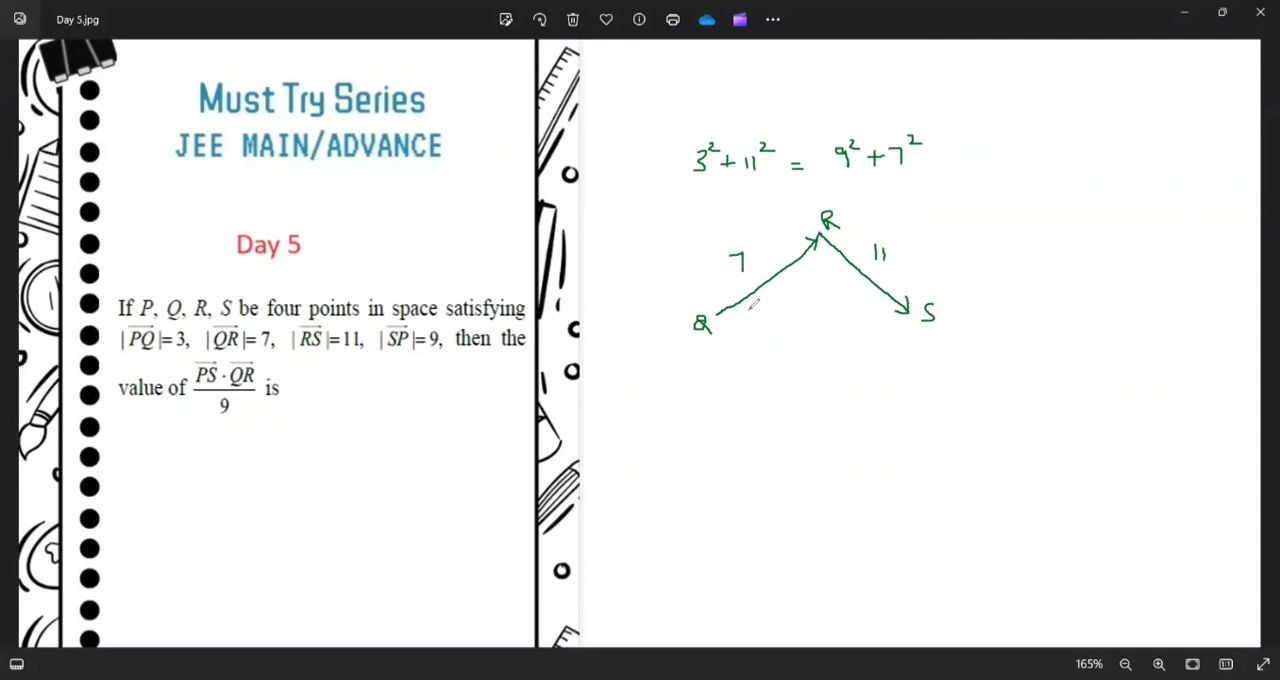 Day 5.jpg
Must Try Series
JEE MAIN/ADVANCE
Day 5
If P, Q, R, S be four points in space satisfying
|PQ⃗|= 3, |QR⃗|= 7, |RS⃗|=11, |SP⃗|= 9, then the
value of (PS⃗ · QR⃗)/9 is
3² + 11² = 9² + 7²
R
7
11
Q
S
165%
1:1